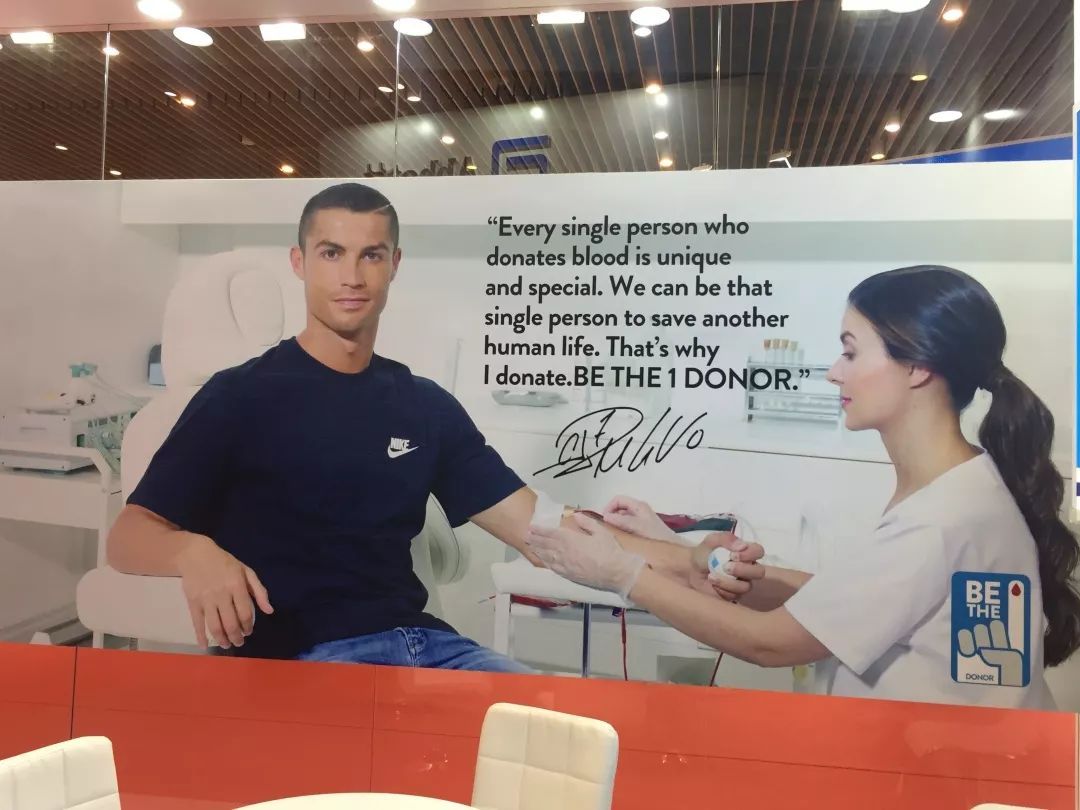 “Every single person who
donates blood is unique
and special. We can be that
single person to save another
human life. That’s why
I donate.BE THE 1 DONOR.”
NIKE
BE
THE
DONOR